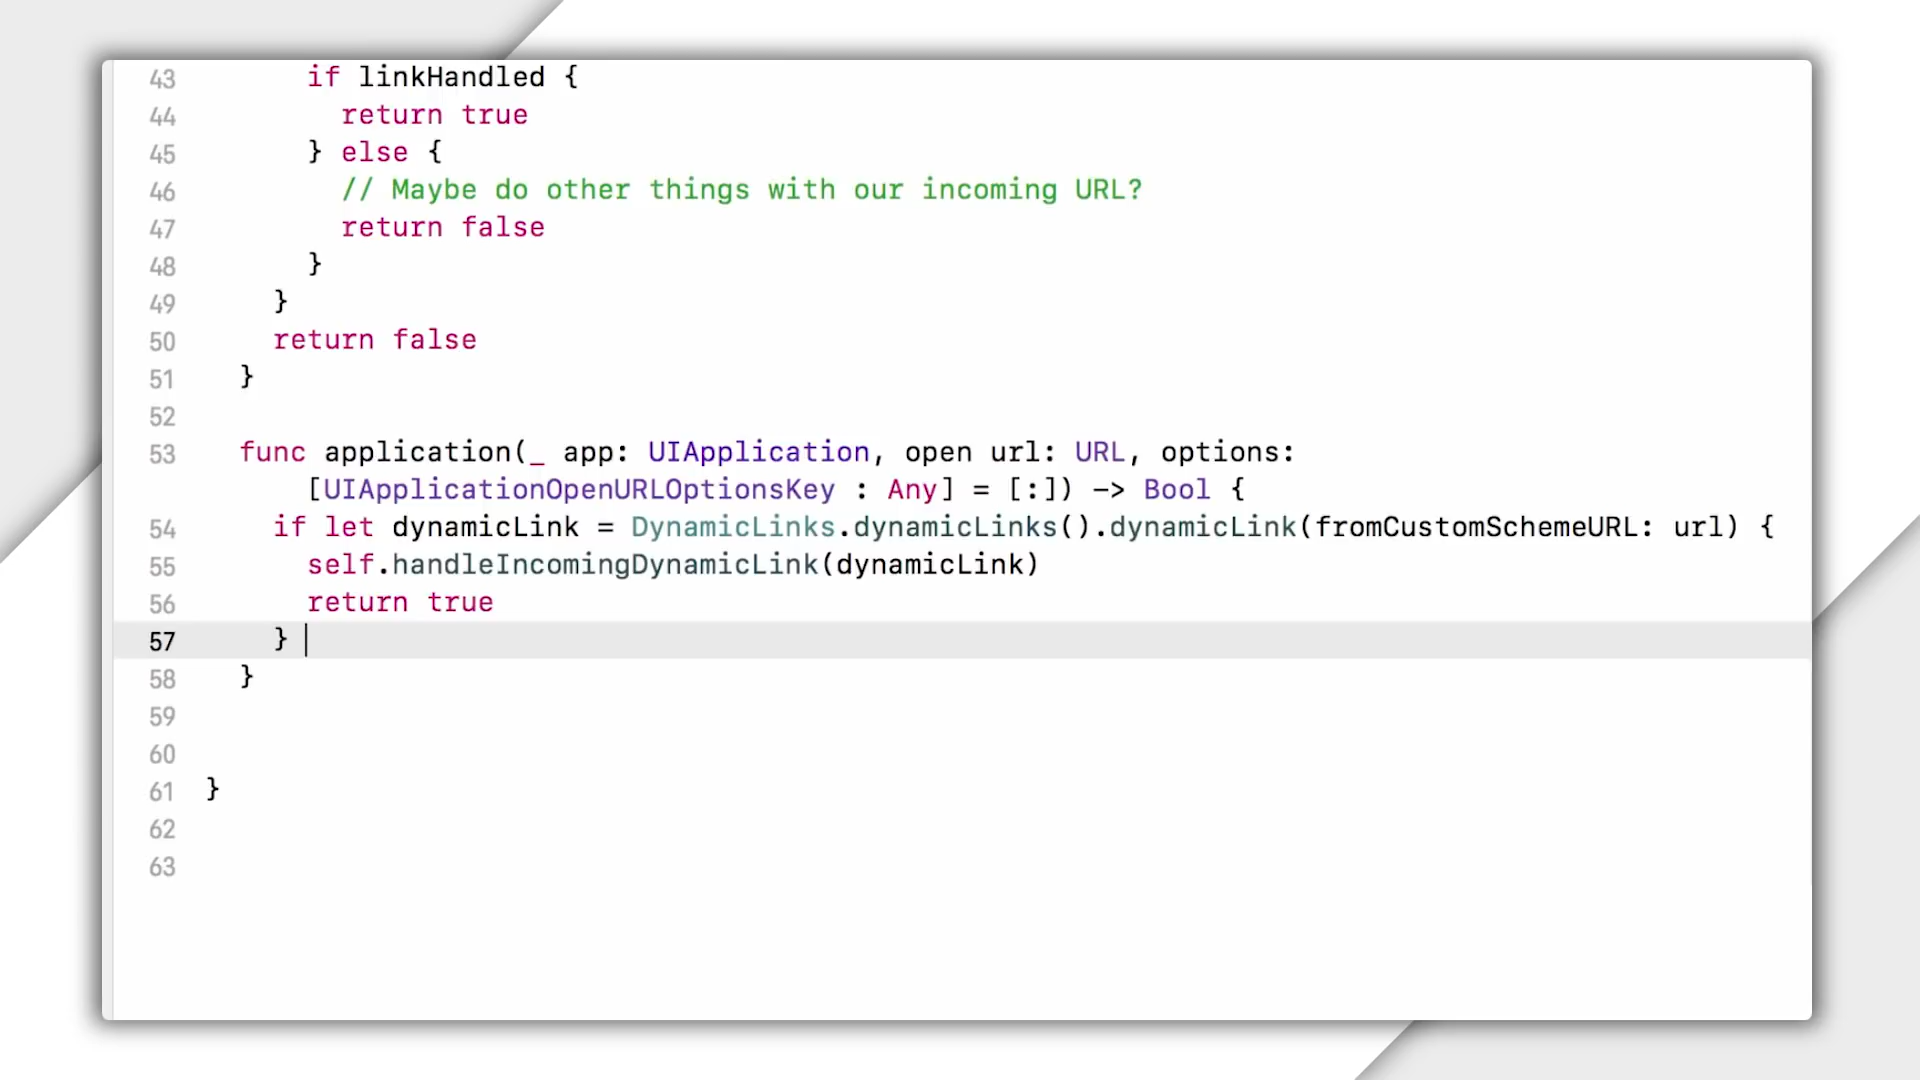 43 if linkHandled {
44 return true
45 } else {
46 // Maybe do other things with our incoming URL?
47 return false
48 }
49 }
50 return false
51 }
52
53 func application(_ app: UIApplication, open url: URL, options:
[UIApplicationOpenURLOptionsKey : Any] = [:]) -> Bool {
54 if let dynamicLink = DynamicLinks.dynamicLinks().dynamicLink(fromCustomSchemeURL: url) {
55 self.handleIncomingDynamicLink(dynamicLink)
56 return true
57 }
58 }
59
60
61 }
62
63